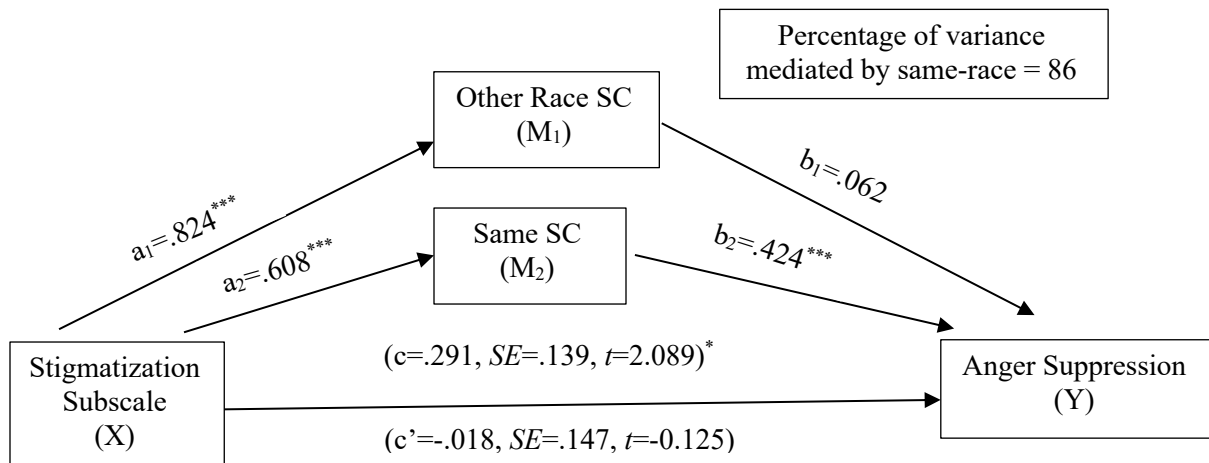 Percentage of variance
mediated by same-race = 86
Other Race SC
(M₁)
a₁=.824***
b₁=.062
Same SC
(M₂)
a₂=.608***
b₂=.424***
Stigmatization
Subscale
(X)
(c=.291, SE=.139, t=2.089)*
(c’=-.018, SE=.147, t=-0.125)
Anger Suppression
(Y)